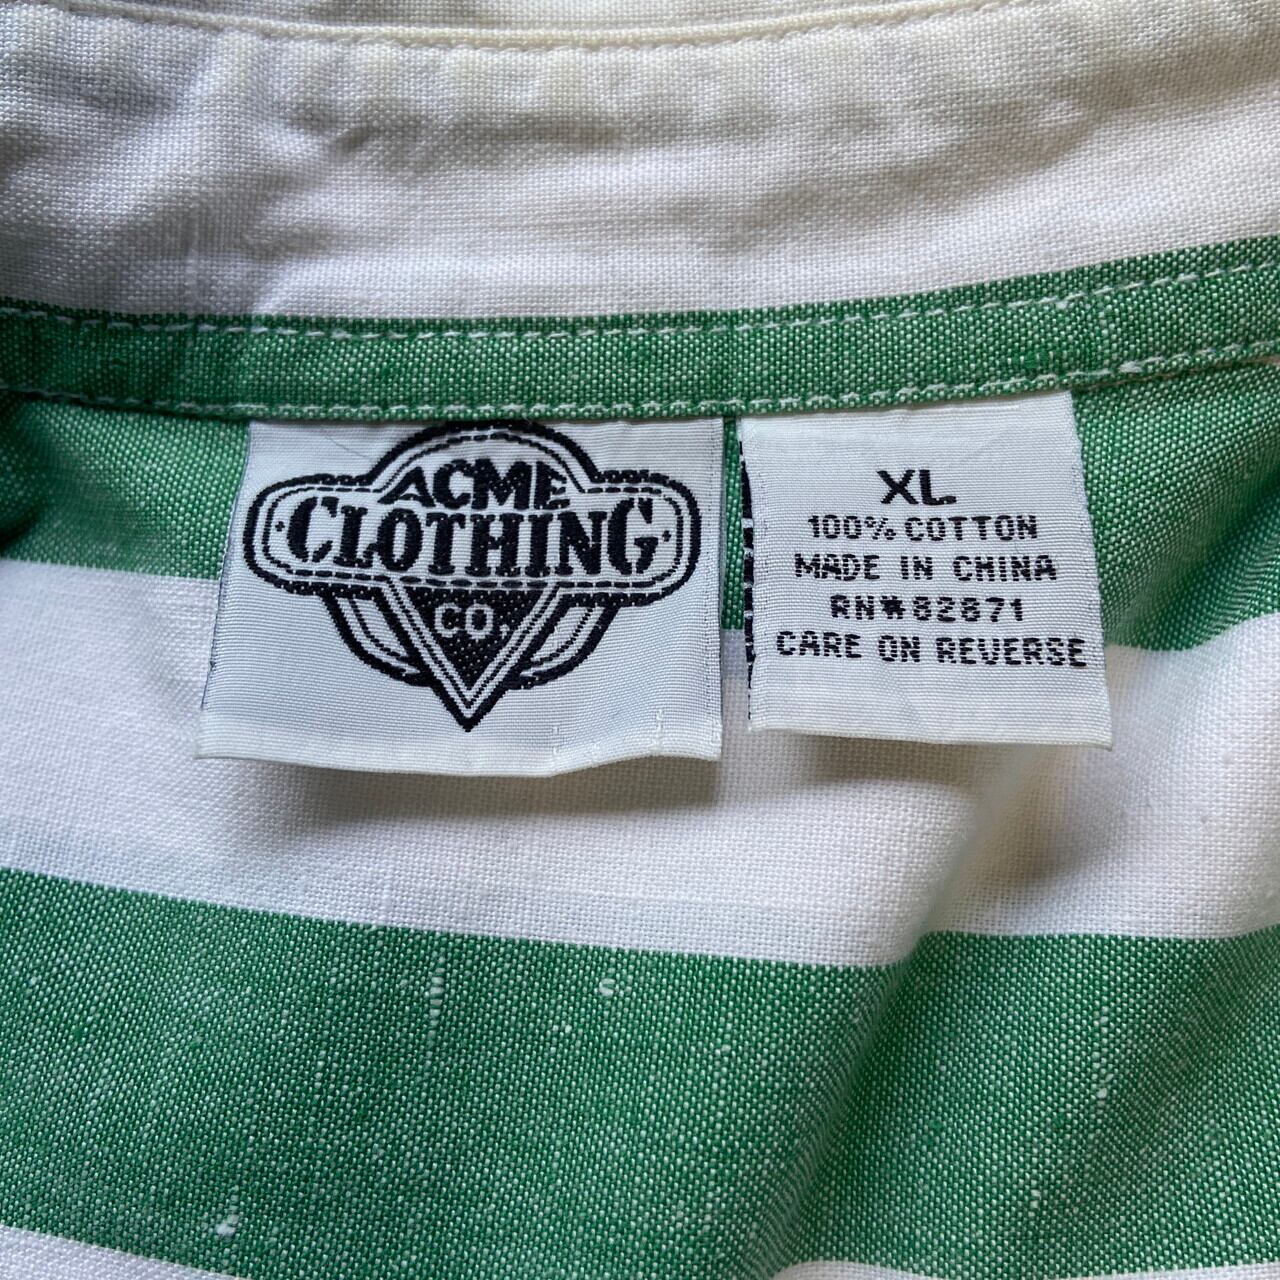 ACME
CLOTHING
CO.
XL
100% COTTON
MADE IN CHINA
RN#82871
CARE ON REVERSE